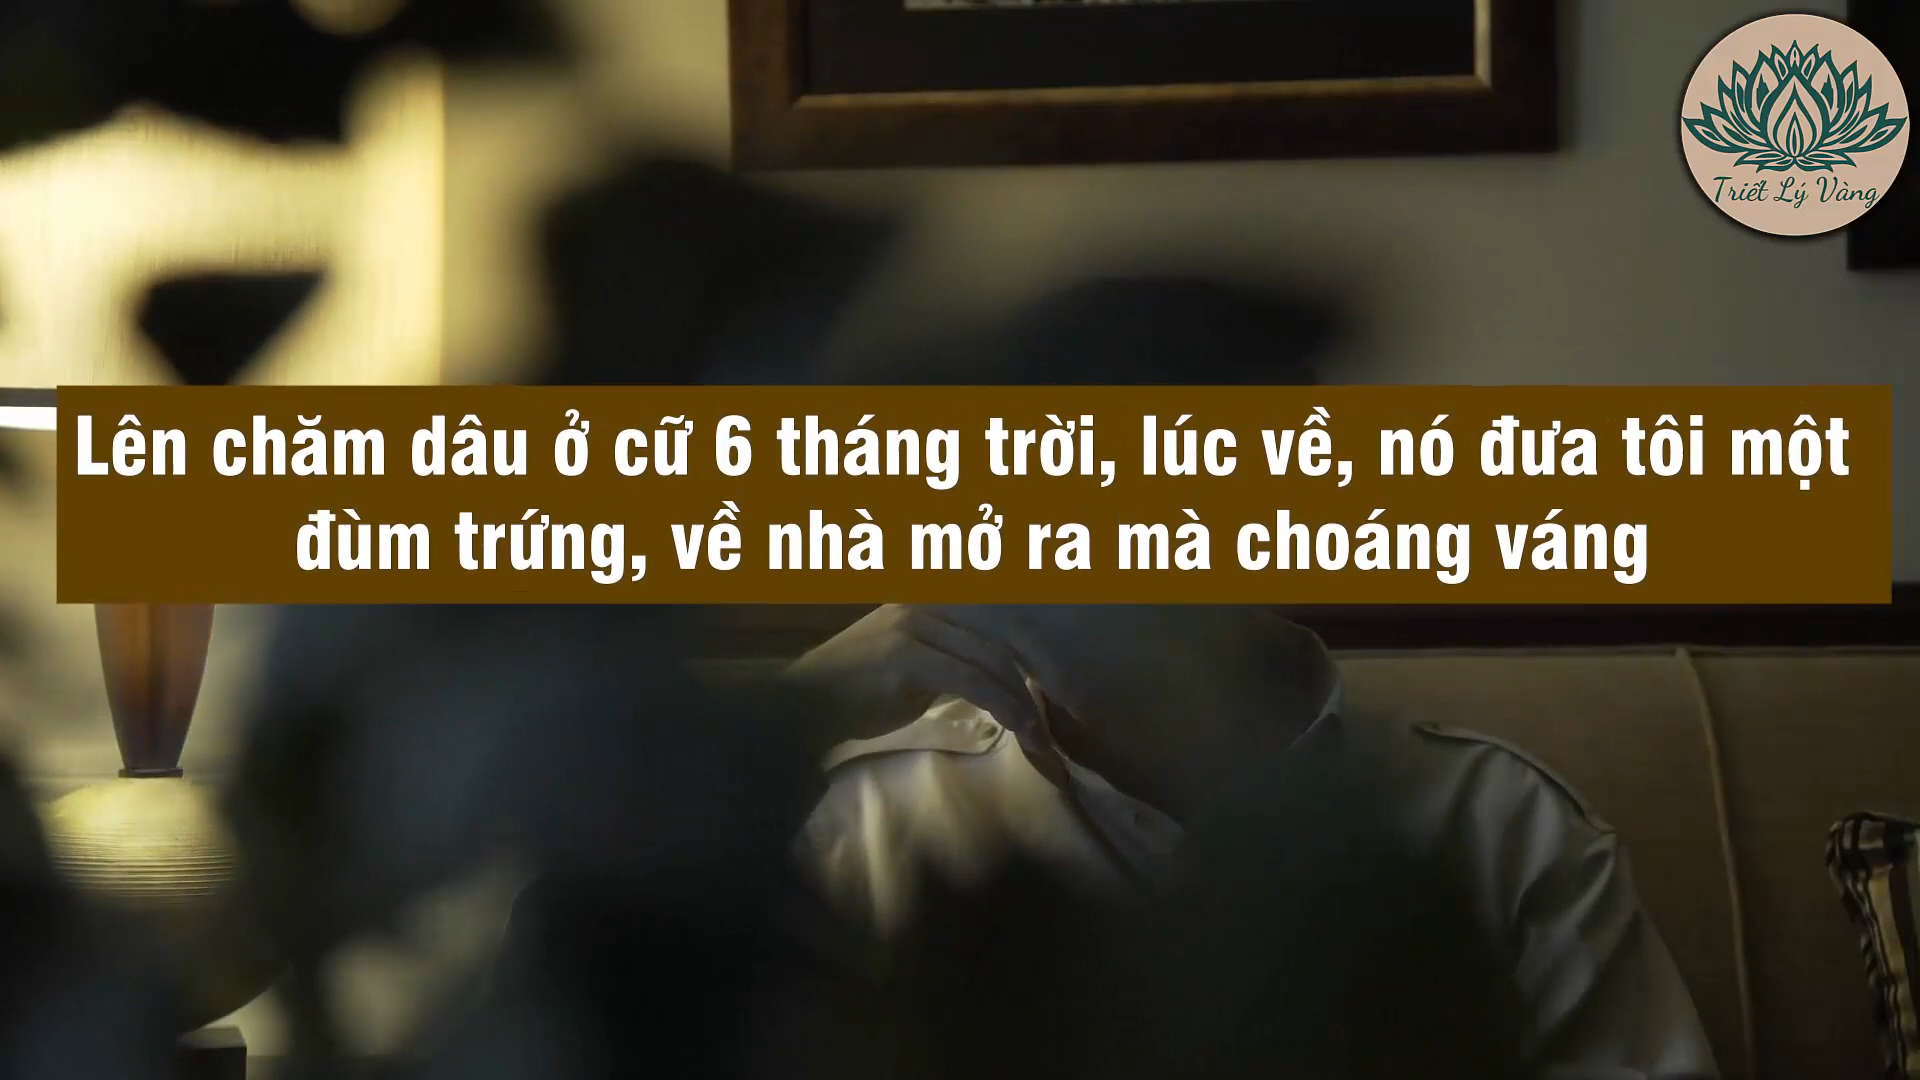 Triết Lý Vàng
Lên chăm dâu ở cữ 6 tháng trời, lúc về, nó đưa tôi một
đùm trứng, về nhà mở ra mà choáng váng